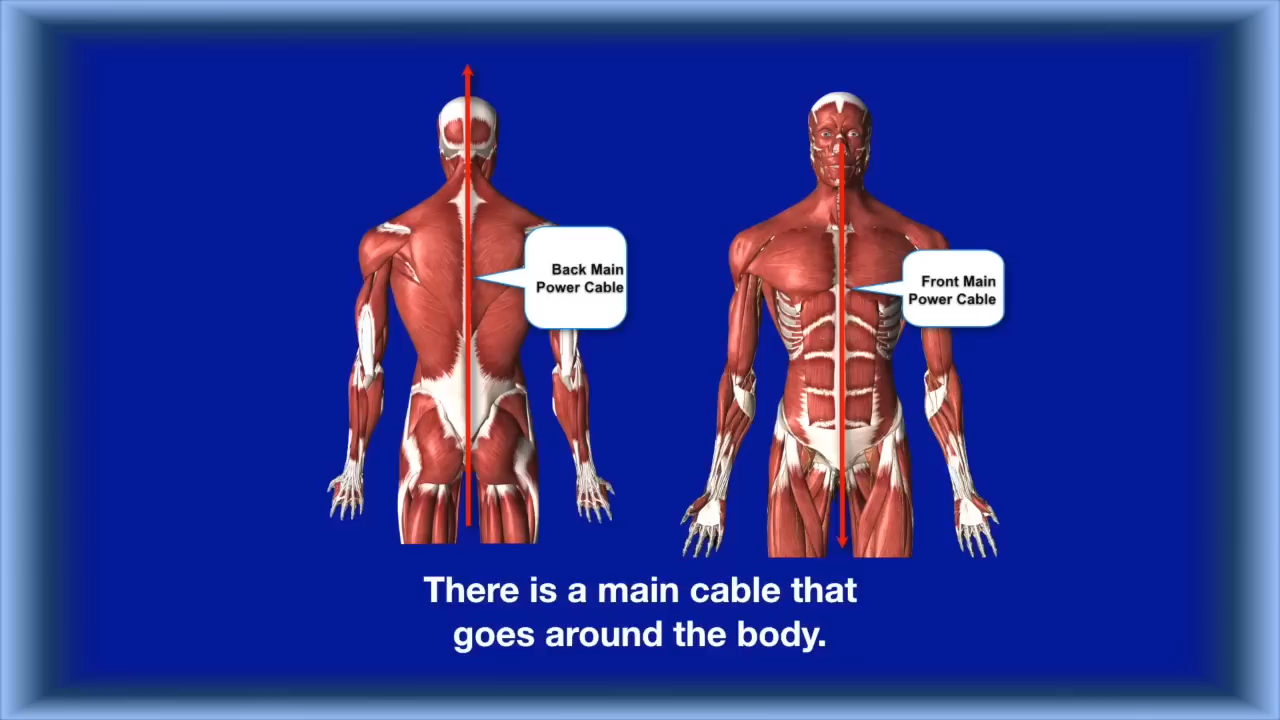 Back Main
Power Cable
Front Main
Power Cable
There is a main cable that
goes around the body.